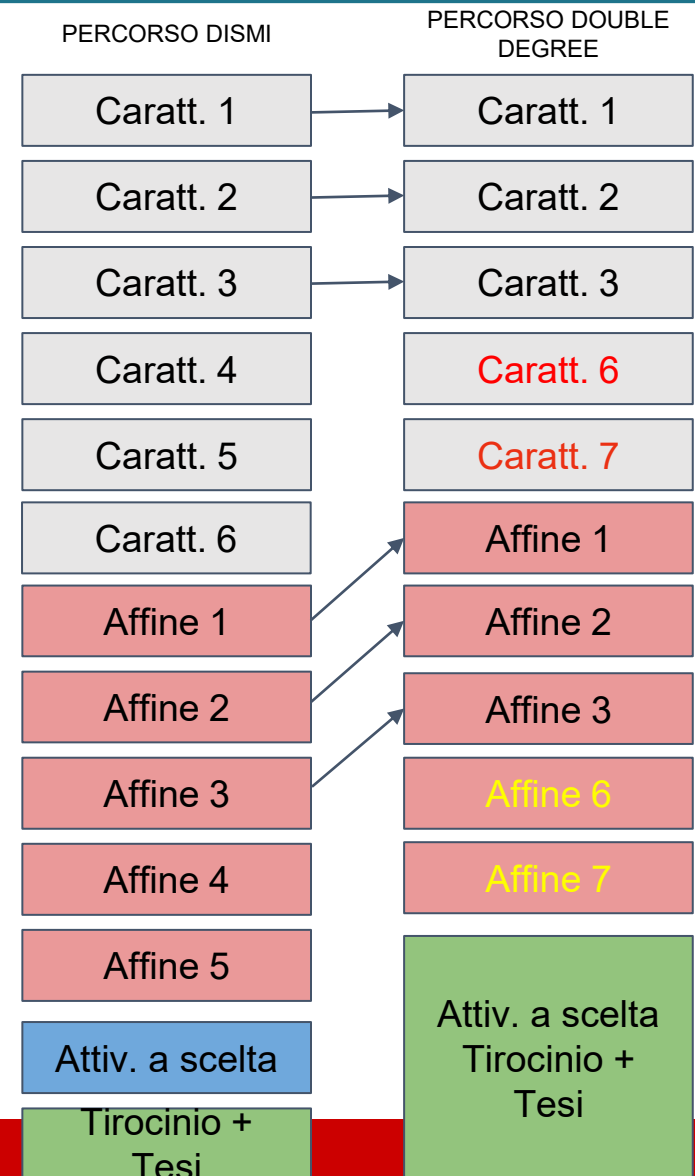 PERCORSO DISMI
Caratt. 1
Caratt. 2
Caratt. 3
Caratt. 4
Caratt. 5
Caratt. 6
Affine 1
Affine 2
Affine 3
Affine 4
Affine 5
Attiv. a scelta
Tirocinio +
Tesi
PERCORSO DOUBLE
DEGREE
Caratt. 1
Caratt. 2
Caratt. 3
Caratt. 6
Caratt. 7
Affine 1
Affine 2
Affine 3
Affine 6
Affine 7
Attiv. a scelta
Tirocinio +
Tesi